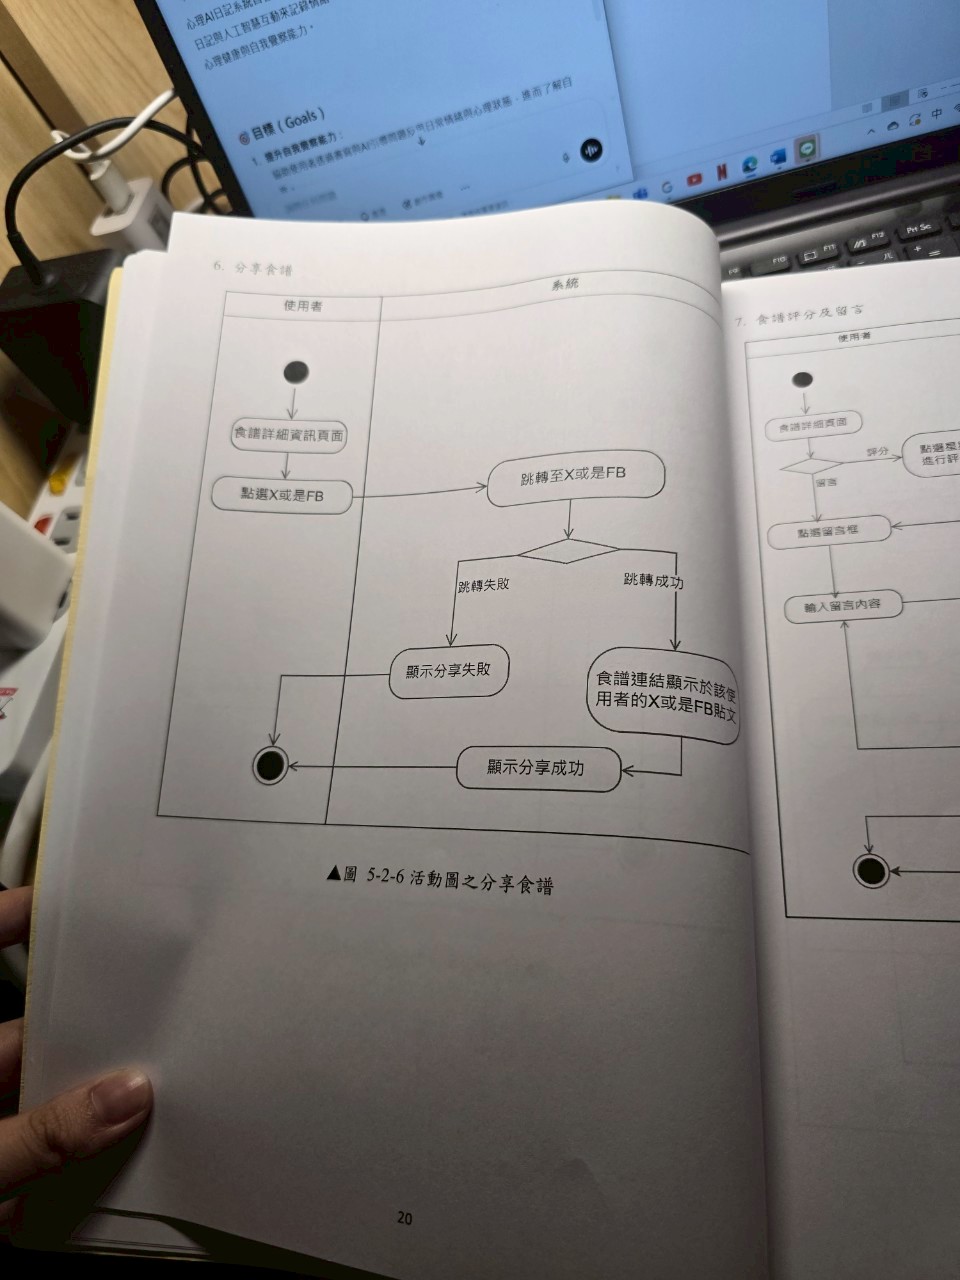 心理AI日記系統
日記與人工智慧互動來記錄情緒
心理健康與自我覺察能力。
目標（Goals）
1. 提升自我覺察能力：
中
F10
F11
F12
Prt Sc
6. 分享食譜
使用者
系統
食譜詳細資訊頁面
點選X或是FB
跳轉至X或是FB
跳轉失敗
跳轉成功
顯示分享失敗
食譜連結顯示於該使
用者的X或是FB貼文
顯示分享成功
▲圖 5-2-6 活動圖之分享食譜
20
7. 食譜評分及留言
使用者
食譜詳細頁面
評分
點選星
進行評
留言
點選留言框
輸入留言內容